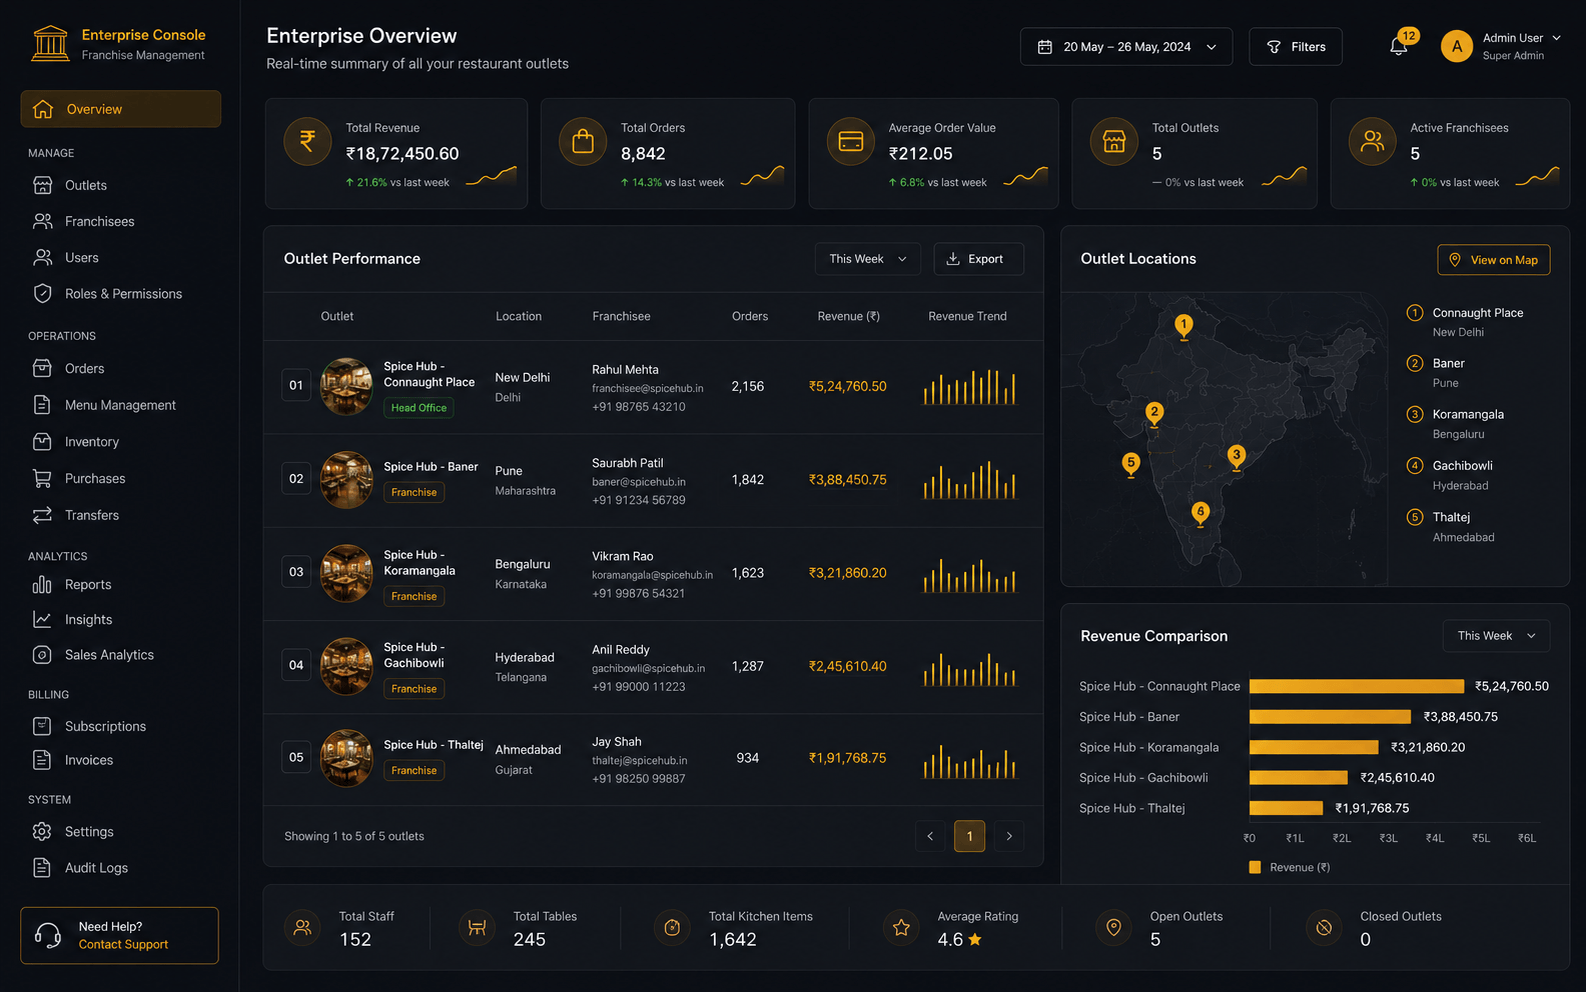 Enterprise Console
Franchise Management
Overview
MANAGE
Outlets
Franchisees
Users
Roles & Permissions
OPERATIONS
Orders
Menu Management
Inventory
Purchases
Transfers
ANALYTICS
Reports
Insights
Sales Analytics
BILLING
Subscriptions
Invoices
SYSTEM
Settings
Audit Logs
Need Help?
Contact Support
Enterprise Overview
Real-time summary of all your restaurant outlets
20 May – 26 May, 2024
Filters
12
A
Admin User
Super Admin
Total Revenue
₹18,72,450.60
↑ 21.6% vs last week
Total Orders
8,842
↑ 14.3% vs last week
Average Order Value
₹212.05
↑ 6.8% vs last week
Total Outlets
5
— 0% vs last week
Active Franchisees
5
↑ 0% vs last week
Outlet Performance
This Week
Export
Outlet Location Franchisee Orders Revenue (₹) Revenue Trend
01
Spice Hub -
Connaught Place
Head Office
New Delhi
Delhi
Rahul Mehta
franchisee@spicehub.in
+91 98765 43210
2,156
₹5,24,760.50
02
Spice Hub - Baner
Franchise
Pune
Maharashtra
Saurabh Patil
baner@spicehub.in
+91 91234 56789
1,842
₹3,88,450.75
03
Spice Hub -
Koramangala
Franchise
Bengaluru
Karnataka
Vikram Rao
koramangala@spicehub.in
+91 99876 54321
1,623
₹3,21,860.20
04
Spice Hub -
Gachibowli
Franchise
Hyderabad
Telangana
Anil Reddy
gachibowli@spicehub.in
+91 99000 11223
1,287
₹2,45,610.40
05
Spice Hub - Thaltej
Franchise
Ahmedabad
Gujarat
Jay Shah
thaltej@spicehub.in
+91 98250 99887
934
₹1,91,768.75
Showing 1 to 5 of 5 outlets
1
Outlet Locations
View on Map
1
2
3
5
4
1 Connaught Place
New Delhi
2 Baner
Pune
3 Koramangala
Bengaluru
4 Gachibowli
Hyderabad
5 Thaltej
Ahmedabad
Revenue Comparison
This Week
Spice Hub - Connaught Place ₹5,24,760.50
Spice Hub - Baner ₹3,88,450.75
Spice Hub - Koramangala ₹3,21,860.20
Spice Hub - Gachibowli ₹2,45,610.40
Spice Hub - Thaltej ₹1,91,768.75
₹0 ₹1L ₹2L ₹3L ₹4L ₹5L ₹6L
Revenue (₹)
Total Staff
152
Total Tables
245
Total Kitchen Items
1,642
Average Rating
4.6 ★
Open Outlets
5
Closed Outlets
0